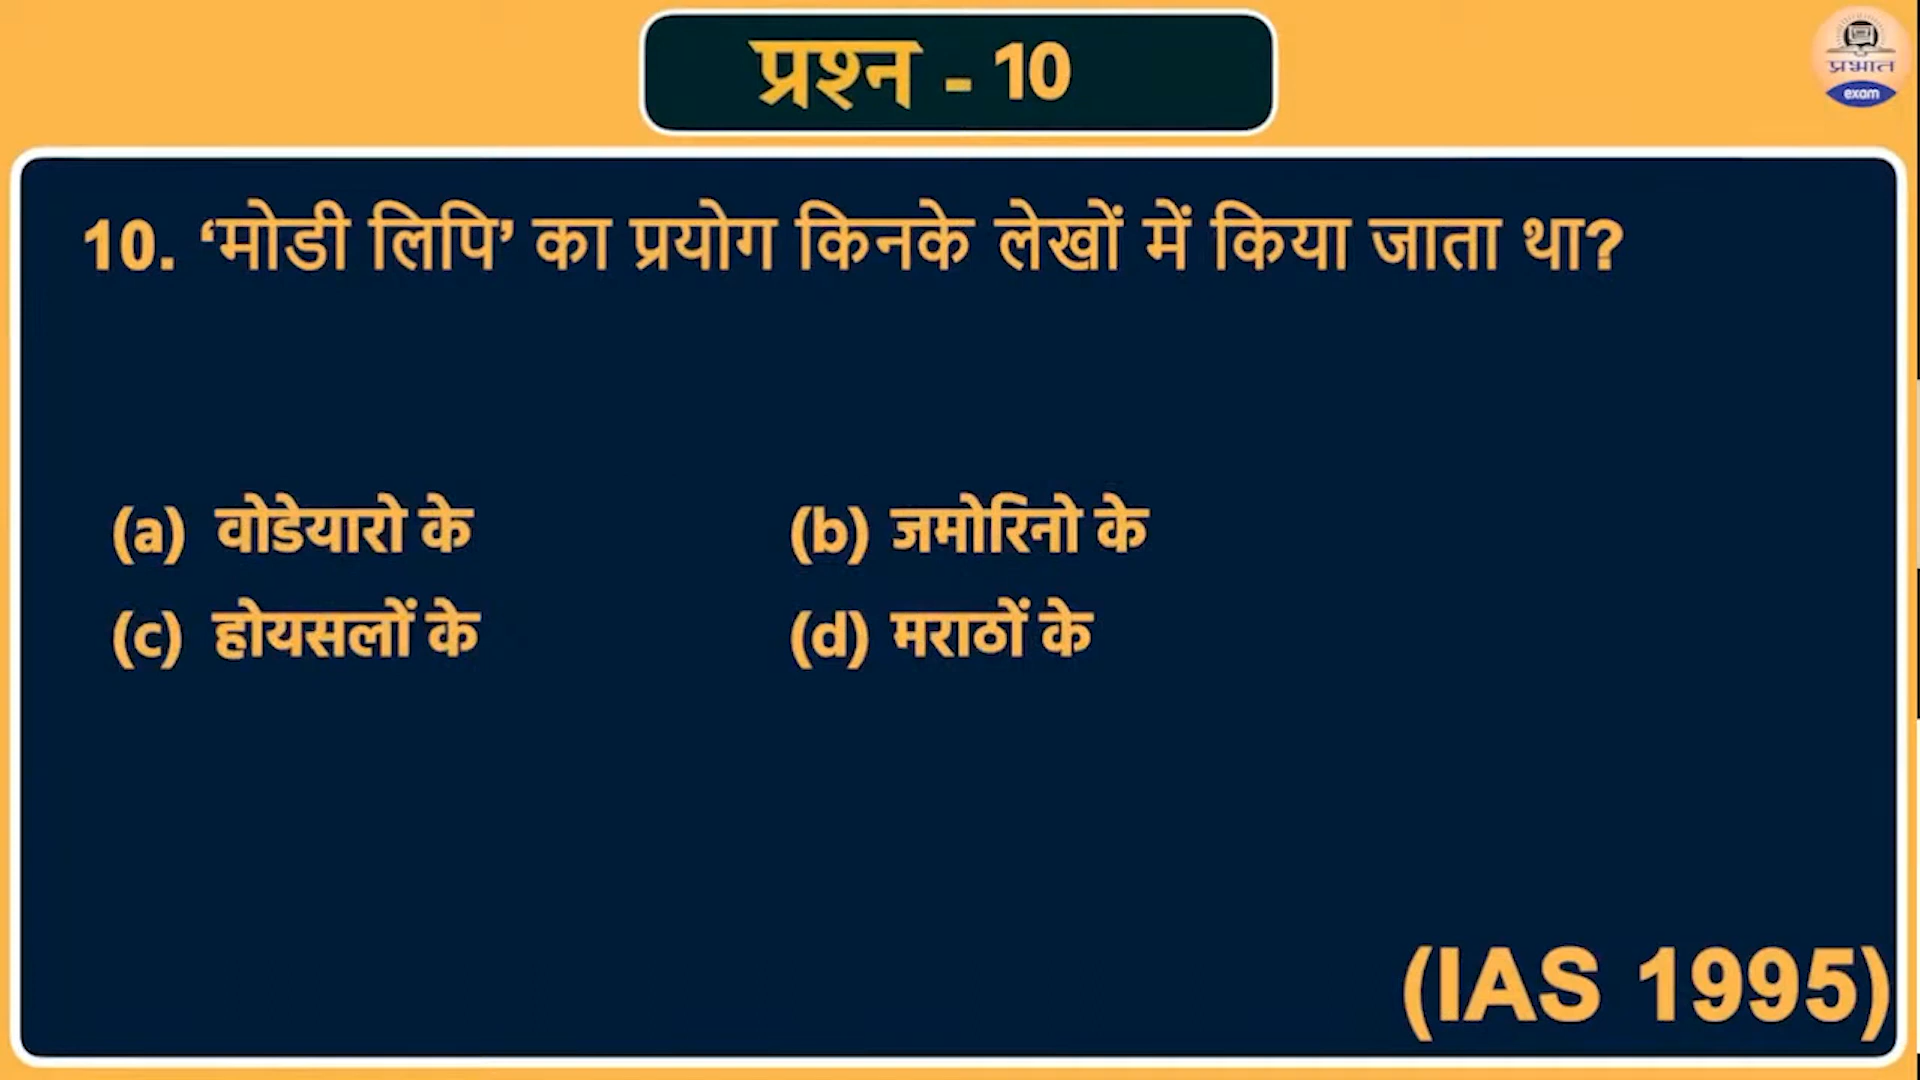 प्रश्न - 10
प्रभात
exam
10. ‘मोडी लिपि’ का प्रयोग किनके लेखों में किया जाता था?
(a) वोडेयारो के (b) जमोरिनो के
(c) होयसलों के (d) मराठों के
(IAS 1995)